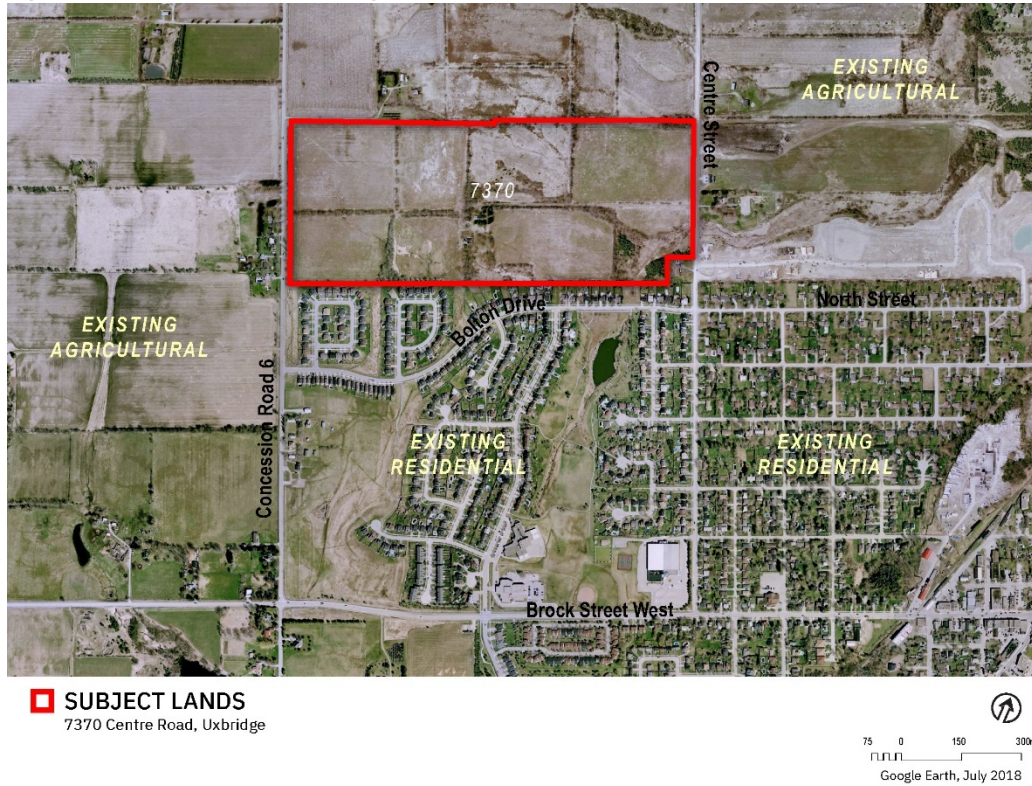 EXISTING
AGRICULTURAL
Centre Street
7370
North Street
Bolton Drive
EXISTING
AGRICULTURAL
Concession Road 6
EXISTING
RESIDENTIAL
EXISTING
RESIDENTIAL
Brock Street West
SUBJECT LANDS
7370 Centre Road, Uxbridge
75 0 150 300
Google Earth, July 2018